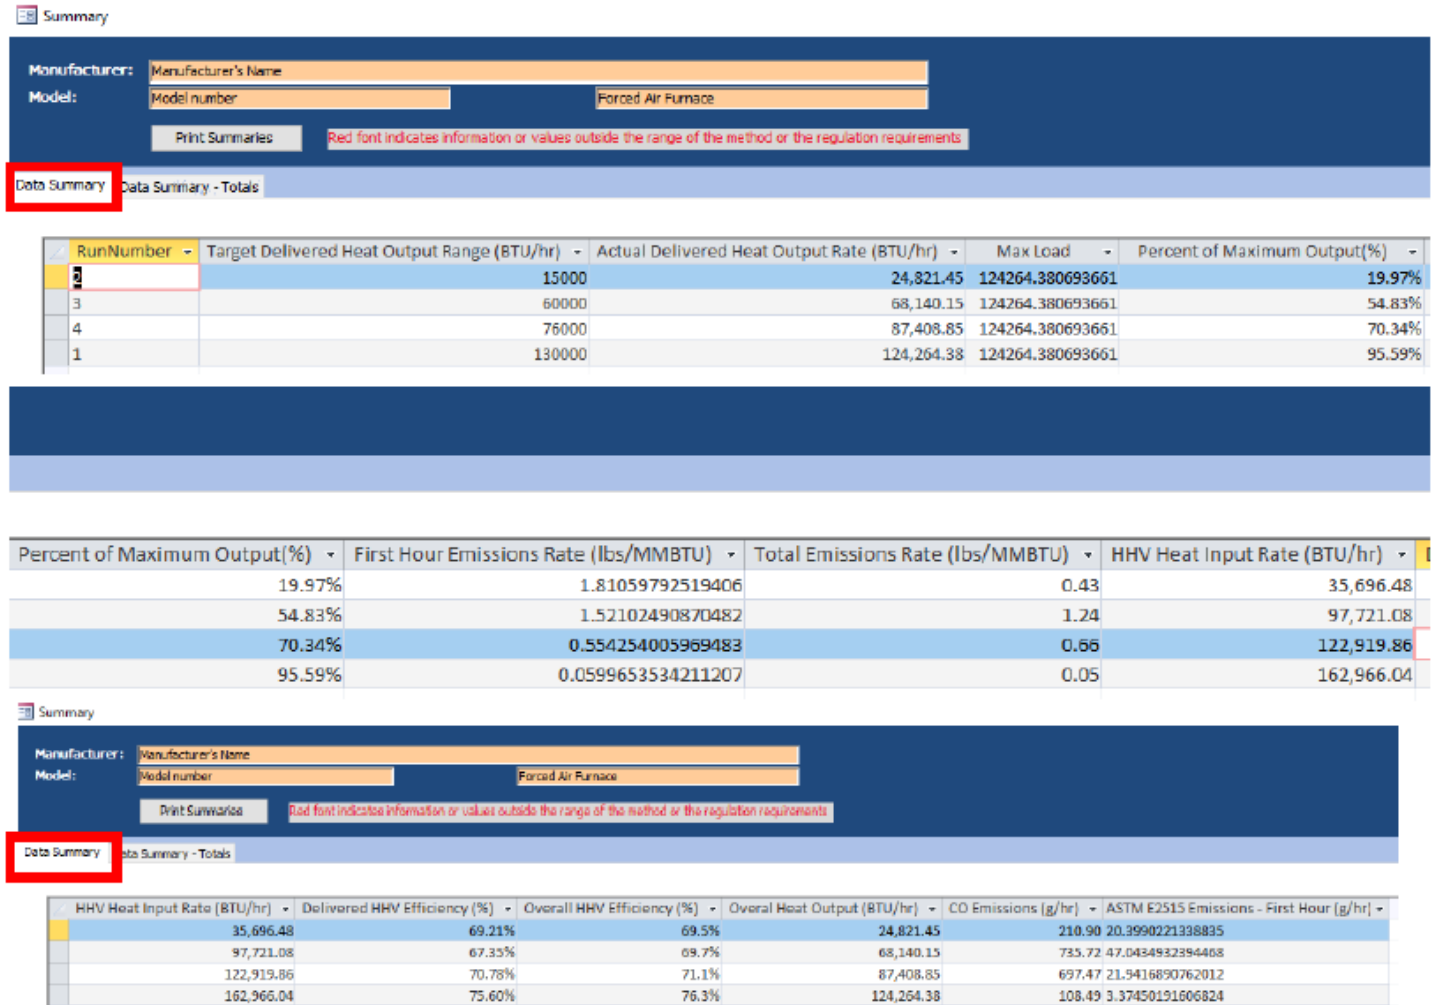 Summary
Manufacturer: Manufacturer's Name
Model: Model number Forced Air Furnace
Print Summaries Red font indicates information or values outside the range of the method or the regulation requirements
Data Summary Data Summary - Totals
RunNumber Target Delivered Heat Output Range (BTU/hr) Actual Delivered Heat Output Rate (BTU/hr) Max Load Percent of Maximum Output(%)
2 15000 24,821.45 124264.380693661 19.97%
3 60000 68,140.15 124264.380693661 54.83%
4 76000 87,408.85 124264.380693661 70.34%
1 130000 124,264.38 124264.380693661 95.59%
Percent of Maximum Output(%) First Hour Emissions Rate (lbs/MMBTU) Total Emissions Rate (lbs/MMBTU) HHV Heat Input Rate (BTU/hr)
19.97% 1.81059792519406 0.43 35,696.48
54.83% 1.52102490870482 1.24 97,721.08
70.34% 0.554254005969483 0.66 122,919.86
95.59% 0.0599653534211207 0.05 162,966.04
Summary
Manufacturer: Manufacturer's Name
Model: Model number Forced Air Furnace
Print Summaries Red font indicates information or values outside the range of the method or the regulation requirements
Data Summary ata Summary - Totals
HHV Heat Input Rate (BTU/hr) Delivered HHV Efficiency (%) Overall HHV Efficiency (%) Overal Heat Output (BTU/hr) CO Emissions (g/hr) ASTM E2515 Emissions - First Hour (g/hr)
35,696.48 69.21% 69.5% 24,821.45 210.90 20.3990221338835
97,721.08 67.35% 69.7% 68,140.15 735.72 47.0434932394468
122,919.86 70.78% 71.1% 87,408.85 697.47 21.9416890762012
162,966.04 75.60% 76.3% 124,264.38 108.49 3.37450191606824